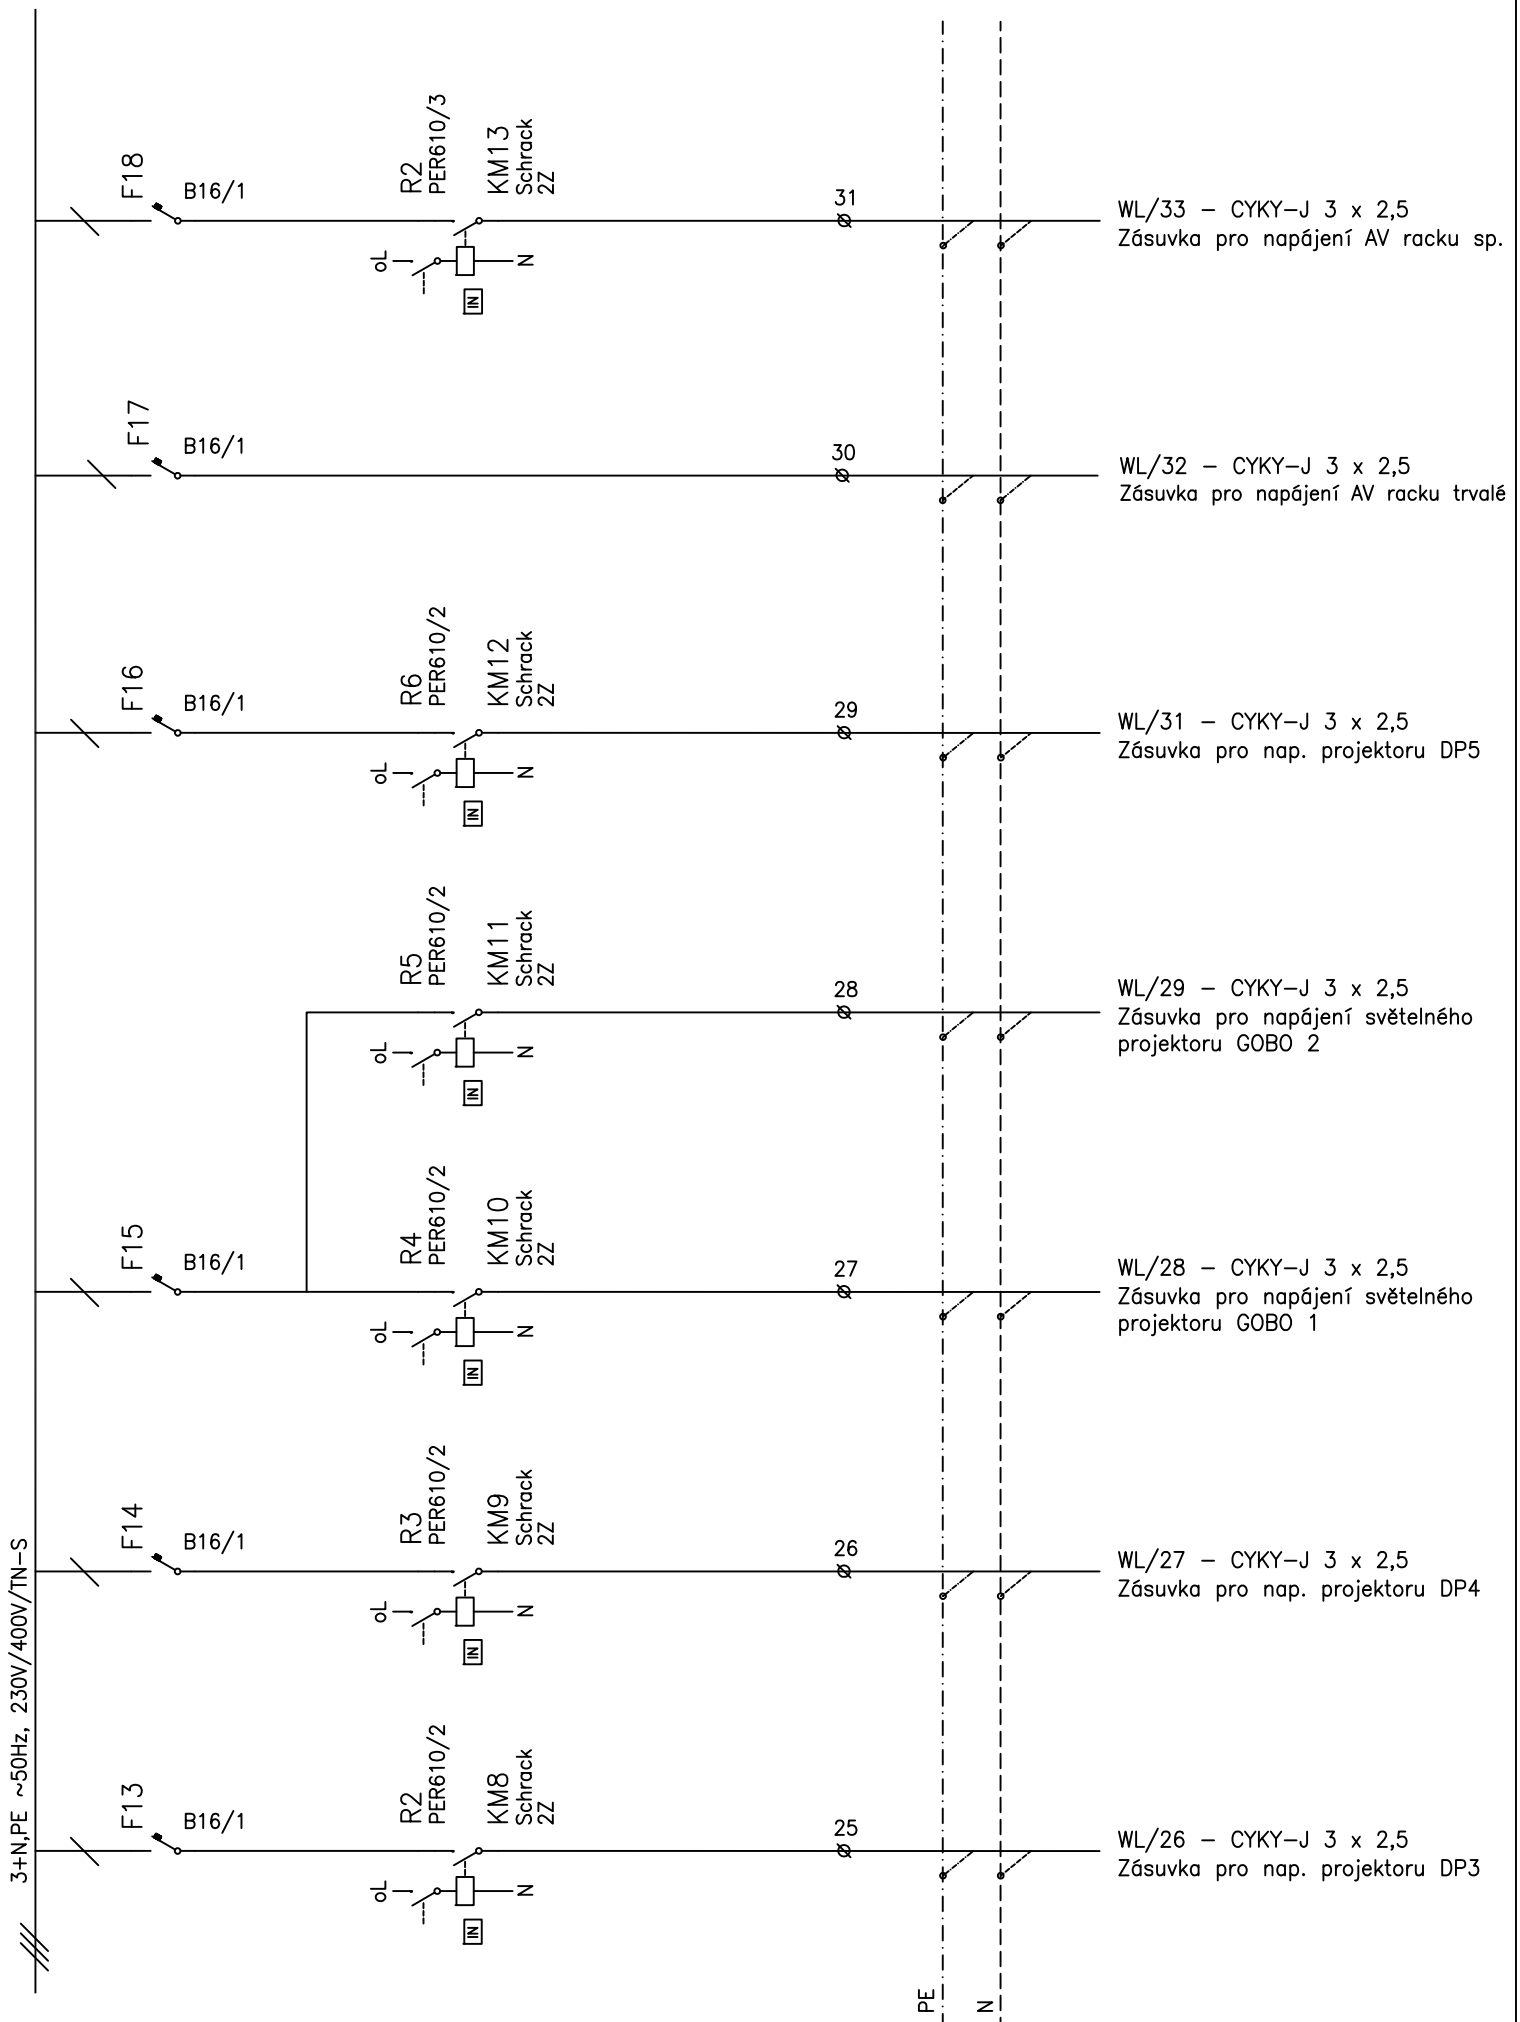 F18
B16/1
R2
PER610/3
KM13
Schrack
2Z
31
WL/33 – CYKY–J 3 x 2,5
Zásuvka pro napájení AV racku sp.
oL
N
IN
F17
B16/1
30
WL/32 – CYKY–J 3 x 2,5
Zásuvka pro napájení AV racku trvalé
F16
B16/1
R6
PER610/2
KM12
Schrack
2Z
29
WL/31 – CYKY–J 3 x 2,5
Zásuvka pro nap. projektoru DP5
oL
N
IN
R5
PER610/2
KM11
Schrack
2Z
28
WL/29 – CYKY–J 3 x 2,5
Zásuvka pro napájení světelného
projektoru GOBO 2
oL
N
IN
F15
B16/1
R4
PER610/2
KM10
Schrack
2Z
27
WL/28 – CYKY–J 3 x 2,5
Zásuvka pro napájení světelného
projektoru GOBO 1
oL
N
IN
F14
B16/1
R3
PER610/2
KM9
Schrack
2Z
26
WL/27 – CYKY–J 3 x 2,5
Zásuvka pro nap. projektoru DP4
oL
N
IN
3+N,PE ~50Hz, 230V/400V/TN–S
F13
B16/1
R2
PER610/2
KM8
Schrack
2Z
25
WL/26 – CYKY–J 3 x 2,5
Zásuvka pro nap. projektoru DP3
oL
N
IN
PE
N